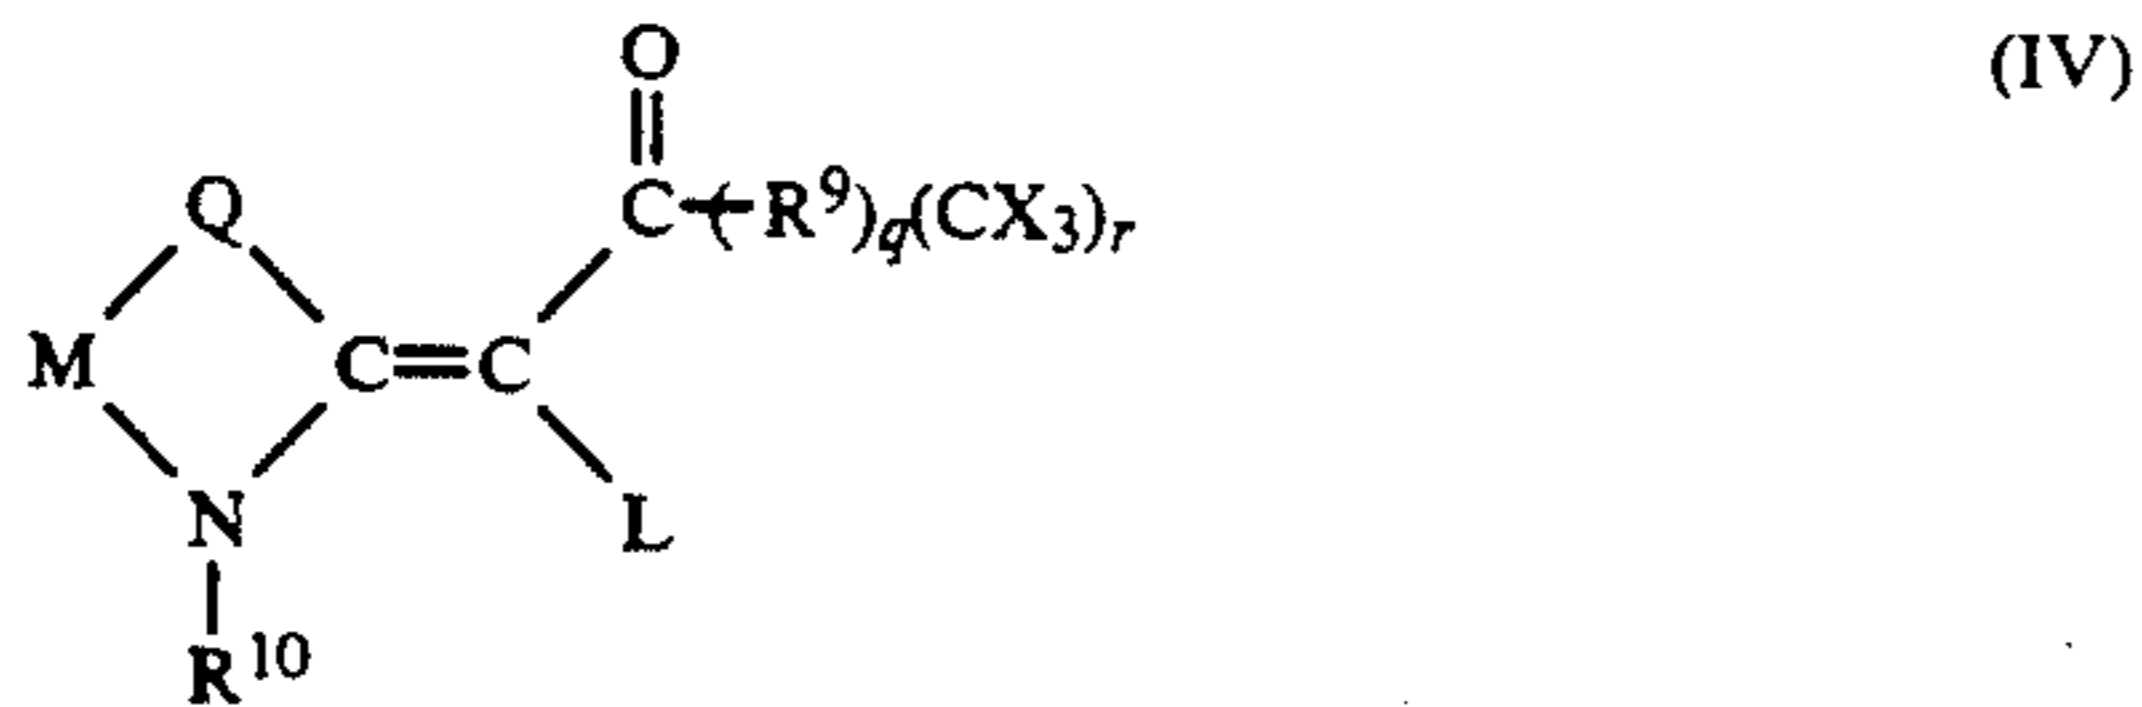 O (IV)
Q C-(-R⁹)q(CX₃)r
M C=C
N L
R¹⁰